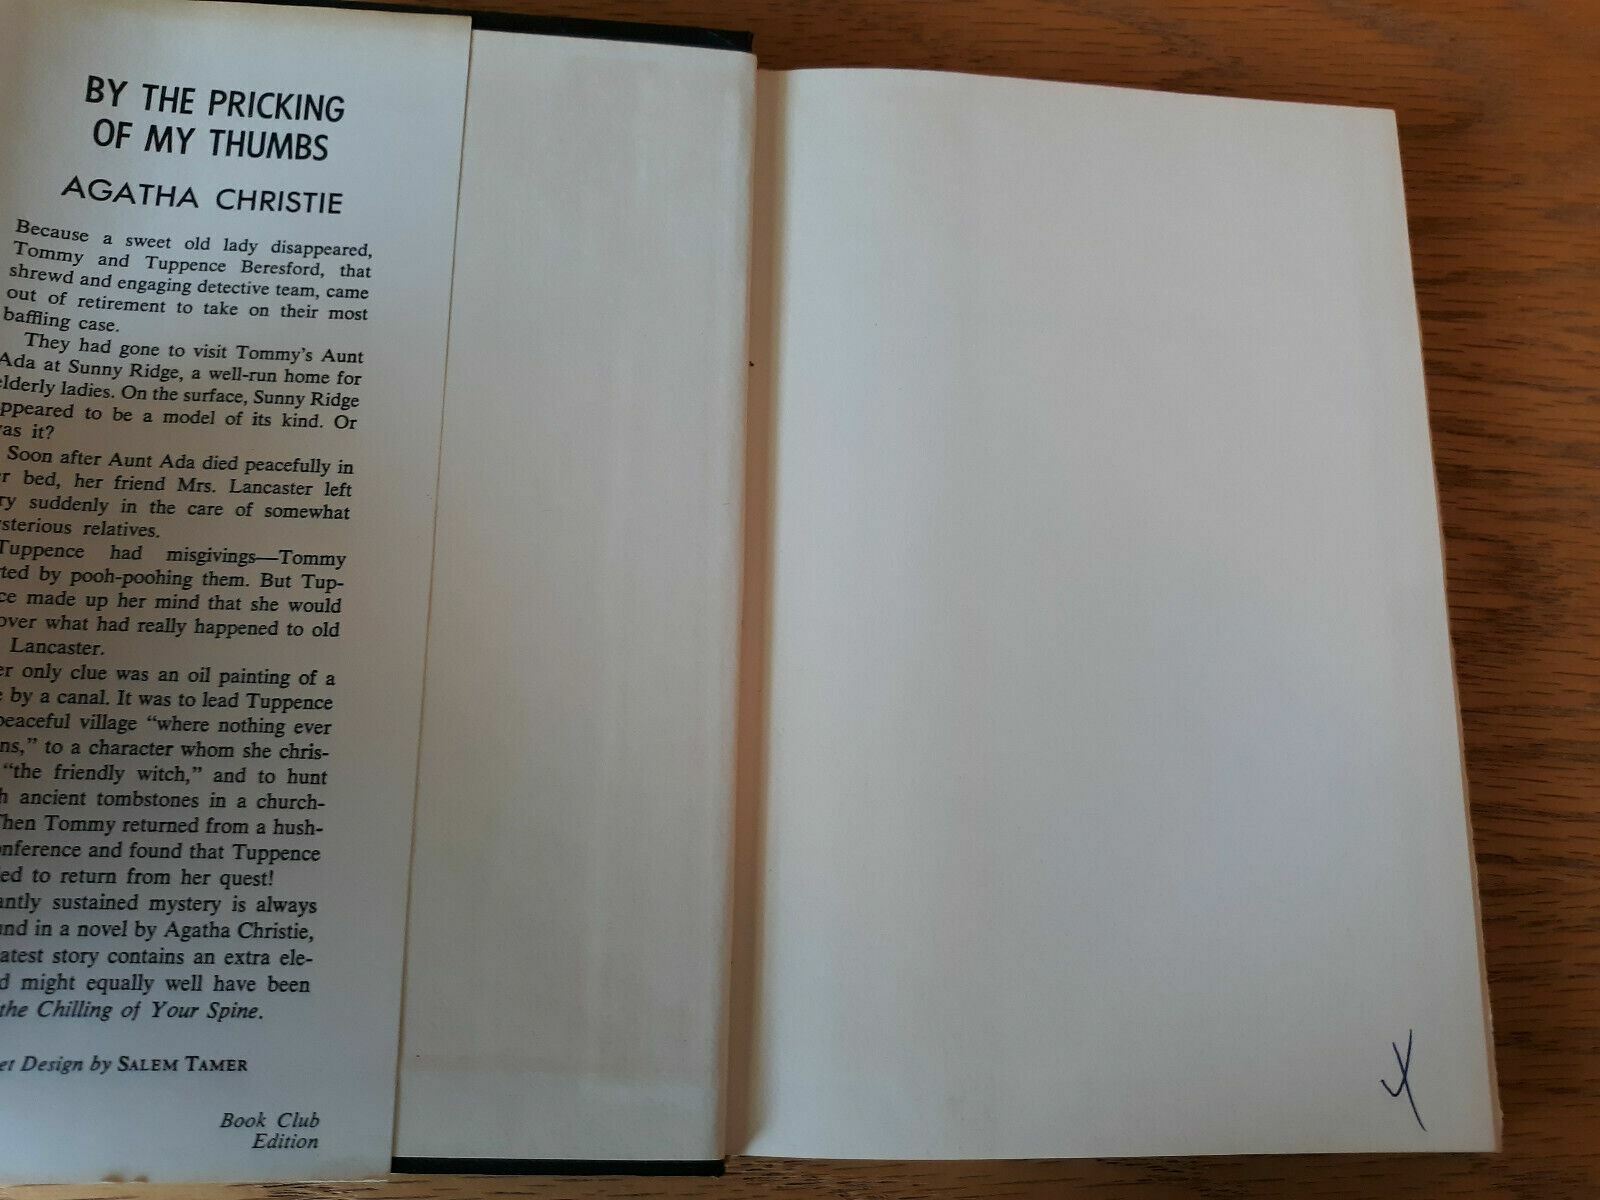 BY THE PRICKING
OF MY THUMBS
AGATHA CHRISTIE
Because a sweet old lady disappeared,
Tommy and Tuppence Beresford, that
shrewd and engaging detective team, came
out of retirement to take on their most
baffling case.
They had gone to visit Tommy's Aunt
Ada at Sunny Ridge, a well-run home for
elderly ladies. On the surface, Sunny Ridge
ppeared to be a model of its kind. Or
as it?
Soon after Aunt Ada died peacefully in
r bed, her friend Mrs. Lancaster left
ry suddenly in the care of somewhat
sterious relatives.
Tuppence had misgivings—Tommy
ted by pooh-poohing them. But Tup-
ce made up her mind that she would
over what had really happened to old
Lancaster.
er only clue was an oil painting of a
e by a canal. It was to lead Tuppence
peaceful village “where nothing ever
ns,” to a character whom she chris-
“the friendly witch,” and to hunt
h ancient tombstones in a church-
Then Tommy returned from a hush-
onference and found that Tuppence
ed to return from her quest!
antly sustained mystery is always
und in a novel by Agatha Christie,
atest story contains an extra ele-
d might equally well have been
the Chilling of Your Spine.
et Design by SALEM TAMER
Book Club
Edition